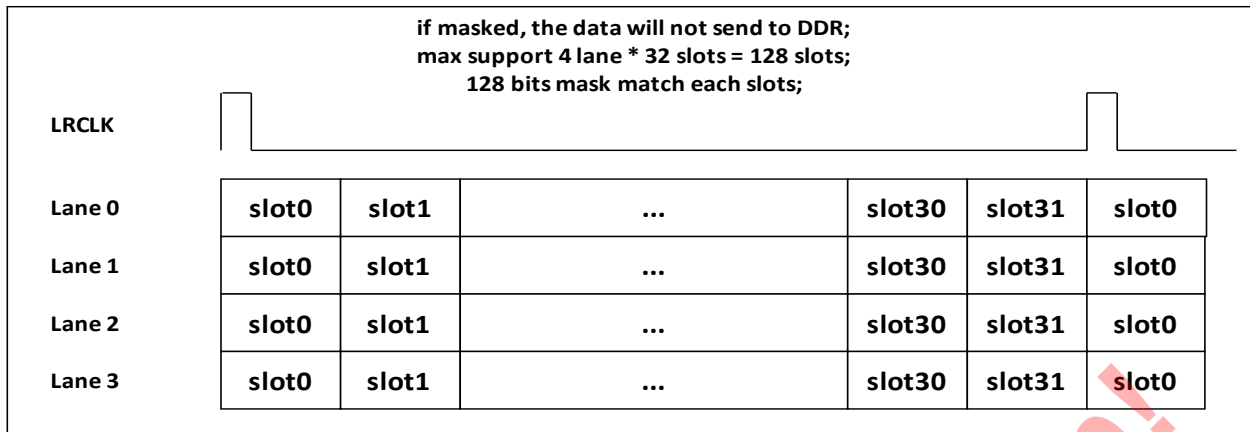 if masked, the data will not send to DDR;
max support 4 lane * 32 slots = 128 slots;
128 bits mask match each slots;
LRCLK
Lane 0 slot0 slot1 ... slot30 slot31 slot0
Lane 1 slot0 slot1 ... slot30 slot31 slot0
Lane 2 slot0 slot1 ... slot30 slot31 slot0
Lane 3 slot0 slot1 ... slot30 slot31 slot0